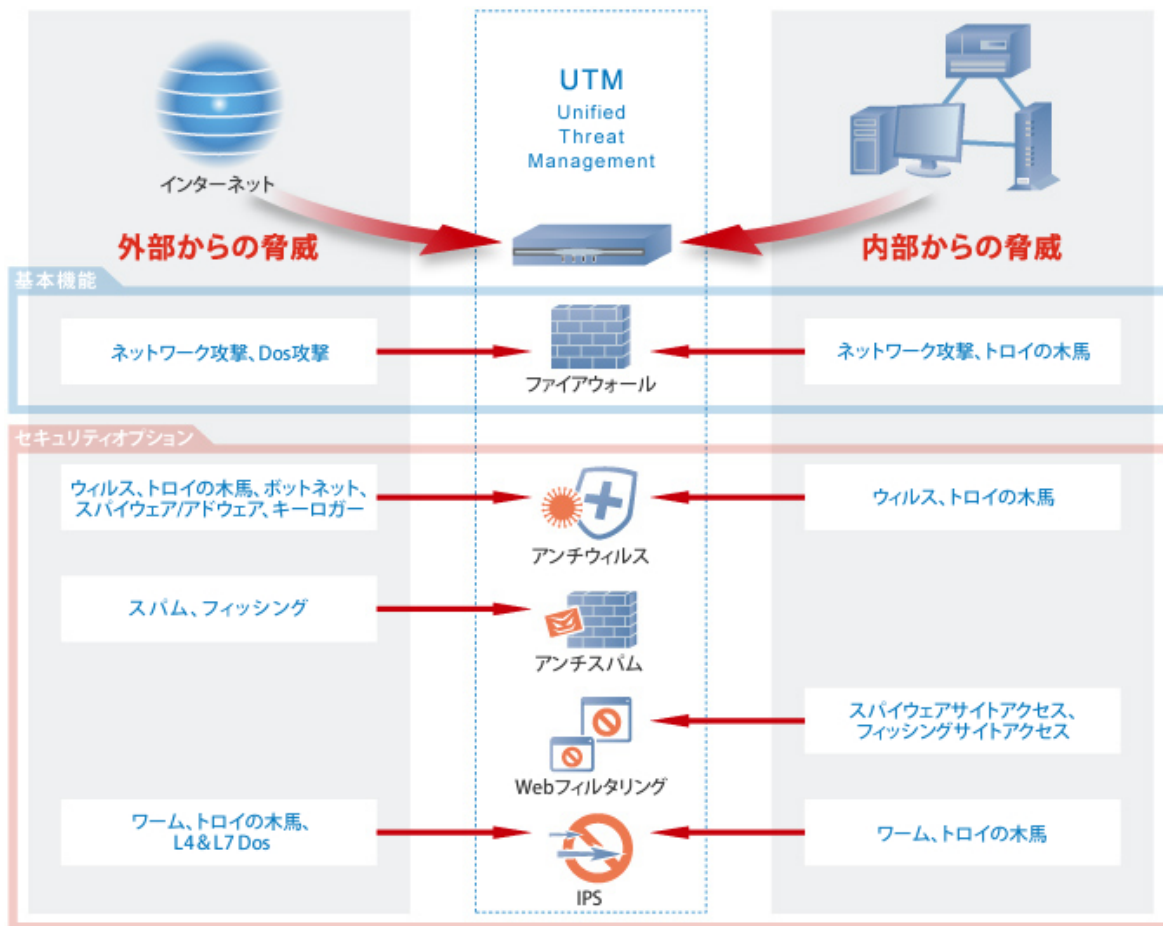 UTM
Unified
Threat
Management
インターネット
外部からの脅威
内部からの脅威
基本機能
ネットワーク攻撃、Dos攻撃
ファイアウォール
ネットワーク攻撃、トロイの木馬
セキュリティオプション
ウィルス、トロイの木馬、ボットネット、
スパイウェア/アドウェア、キーロガー
アンチウィルス
ウィルス、トロイの木馬
スパム、フィッシング
アンチスパム
スパイウェアサイトアクセス、
フィッシングサイトアクセス
Webフィルタリング
ワーム、トロイの木馬、
L4&L7 Dos
IPS
ワーム、トロイの木馬